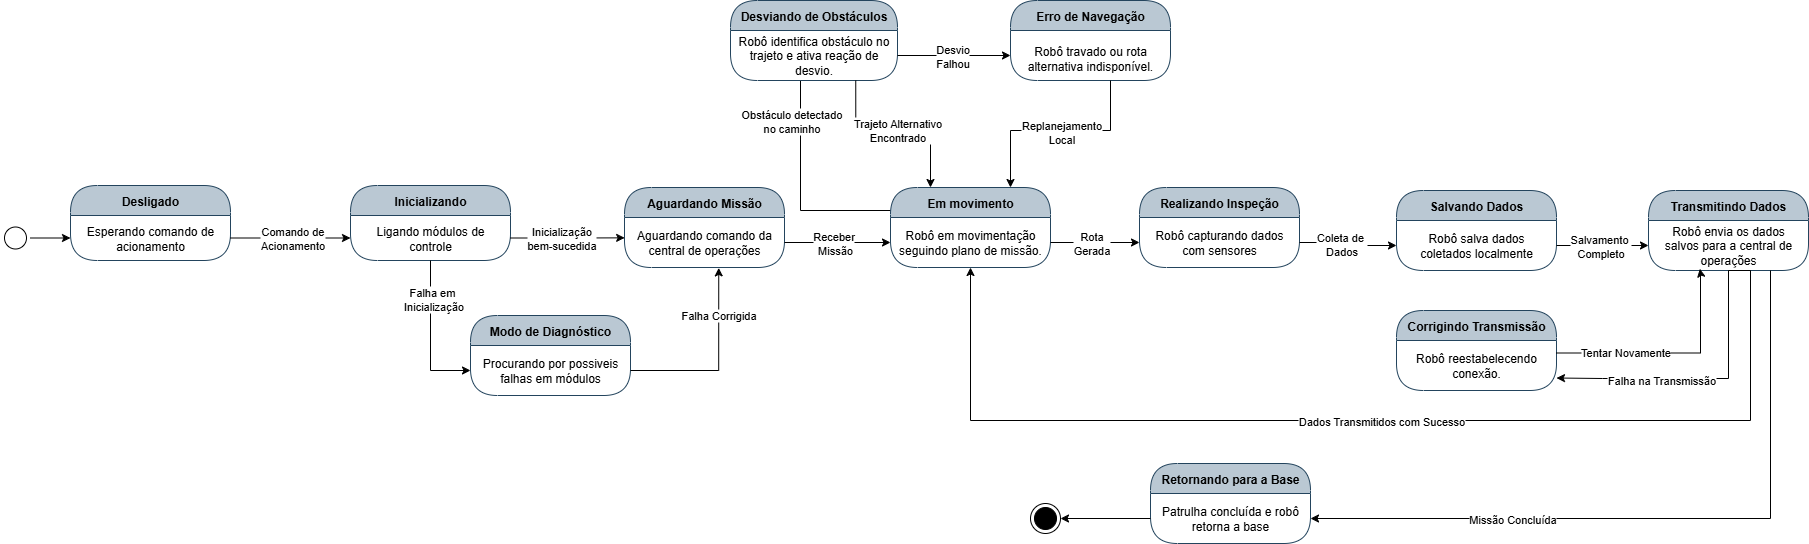 Desviando de Obstáculos
Robô identifica obstáculo no
trajeto e ativa reação de
desvio.
Desvio
Falhou
Erro de Navegação
Robô travado ou rota
alternativa indisponível.
Obstáculo detectado
no caminho
Trajeto Alternativo
Encontrado
Replanejamento
Local
Desligado
Esperando comando de
acionamento
Comando de
Acionamento
Inicializando
Ligando módulos de
controle
Inicialização
bem-sucedida
Aguardando Missão
Aguardando comando da
central de operações
Receber
Missão
Em movimento
Robô em movimentação
seguindo plano de missão.
Rota
Gerada
Realizando Inspeção
Robô capturando dados
com sensores
Coleta de
Dados
Salvando Dados
Robô salva dados
coletados localmente
Salvamento
Completo
Transmitindo Dados
Robô envia os dados
salvos para a central de
operações
Falha em
Inicialização
Modo de Diagnóstico
Procurando por possiveis
falhas em módulos
Falha Corrigida
Corrigindo Transmissão
Robô reestabelecendo
conexão.
Tentar Novamente
Falha na Transmissão
Dados Transmitidos com Sucesso
Retornando para a Base
Patrulha concluída e robô
retorna a base
Missão Concluída